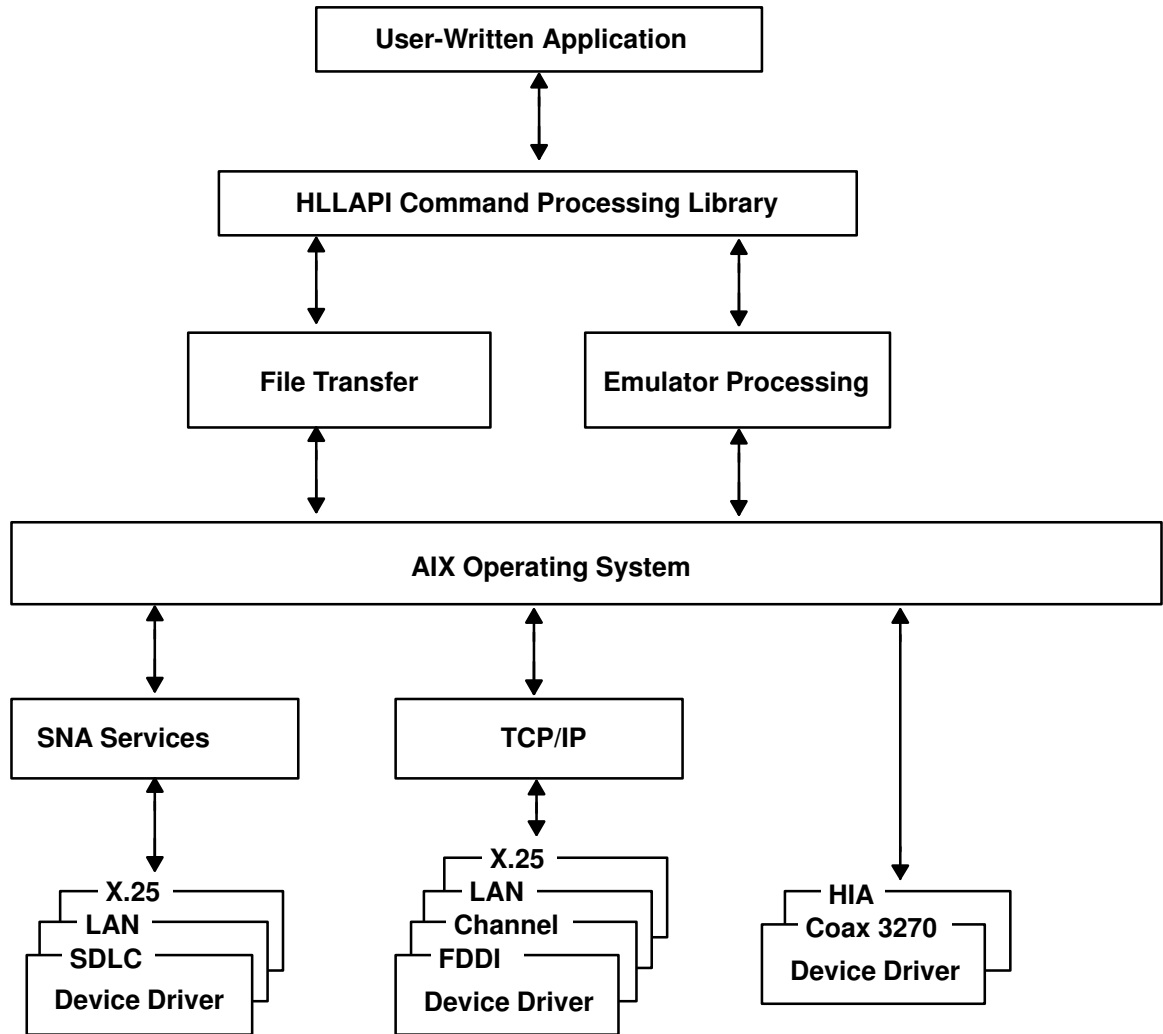 User-Written Application
HLLAPI Command Processing Library
File Transfer
Emulator Processing
AIX Operating System
SNA Services
TCP/IP
X.25
LAN
SDLC
Device Driver
X.25
LAN
Channel
FDDI
Device Driver
HIA
Coax 3270
Device Driver